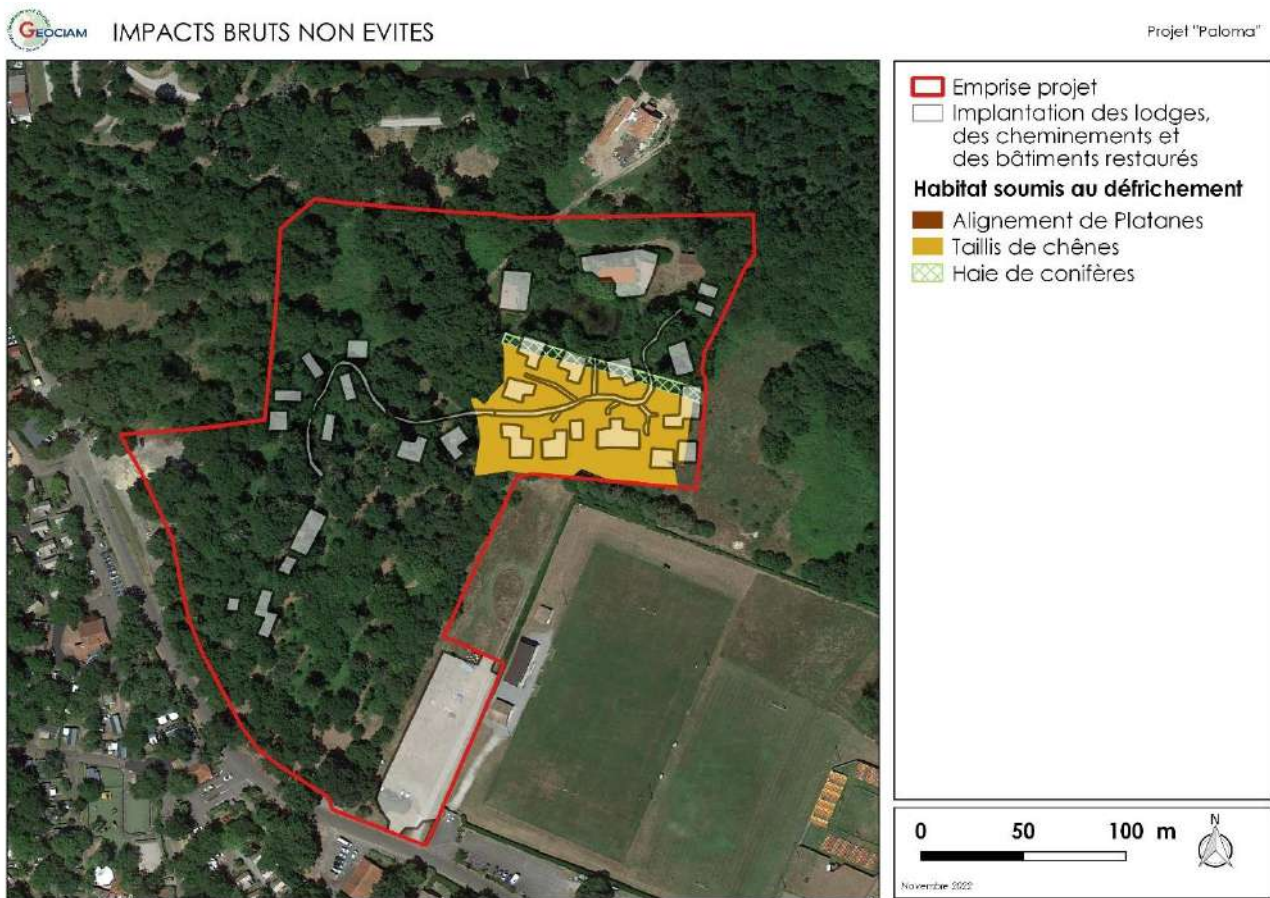 GEOCIAM
IMPACTS BRUTS NON EVITES
Projet "Paloma"
Emprise projet
Implantation des lodges,
des cheminements et
des bâtiments restaurés
Habitat soumis au défrichement
Alignement de Platanes
Taillis de chênes
Haie de conifères
0 50 100 m
N
Novembre 2022